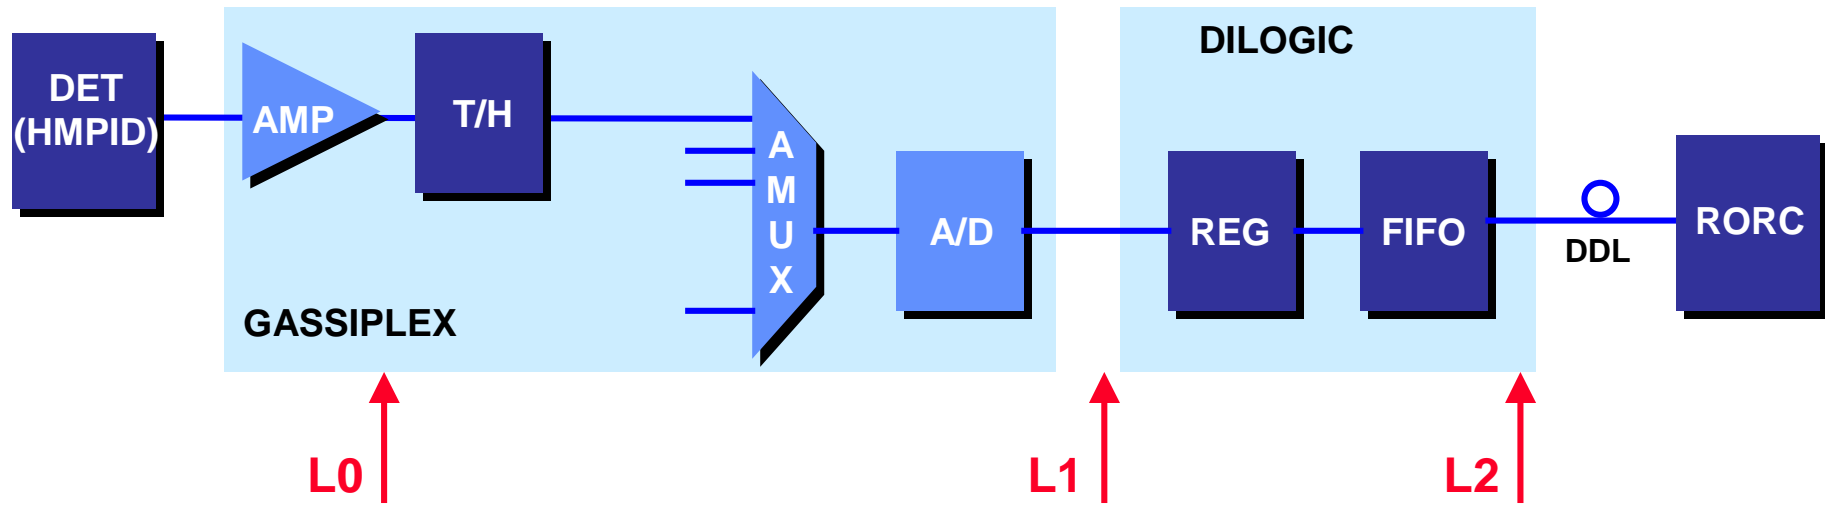 DILOGIC
DET
(HMPID)
AMP
T/H
A
M
U
X
A/D
REG
FIFO
DDL
RORC
GASSIPLEX
L0
L1
L2